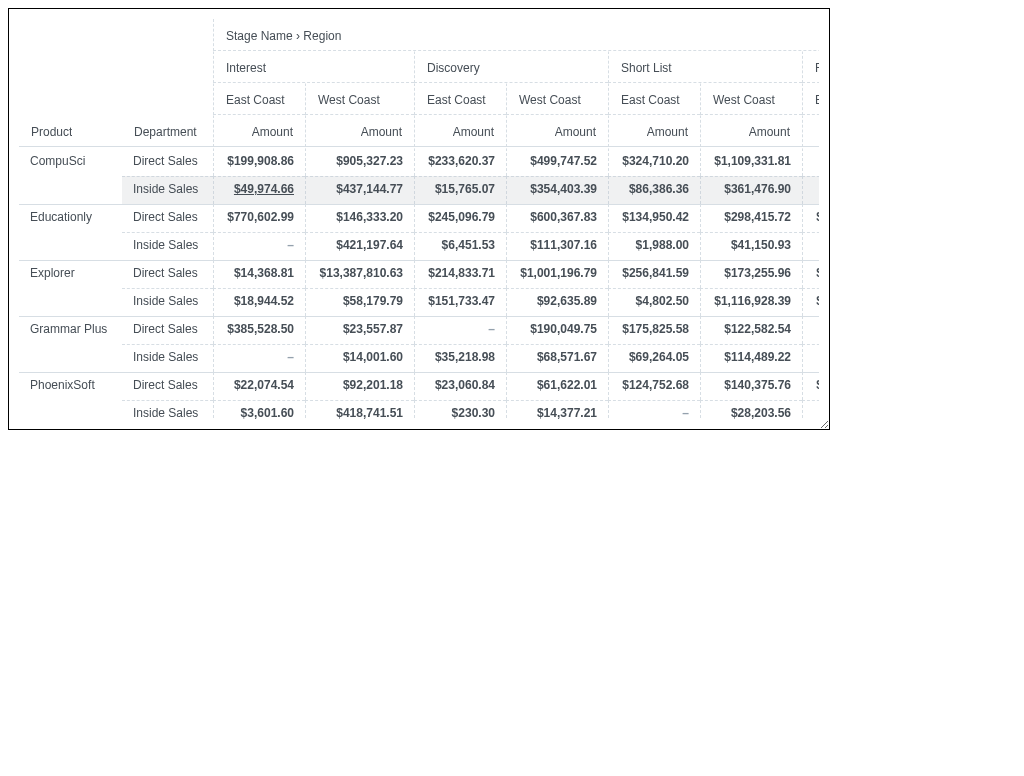 Stage Name › Region
Interest Discovery Short List
East Coast West Coast East Coast West Coast East Coast West Coast
Product Department Amount Amount Amount Amount Amount Amount
CompuSci Direct Sales $199,908.86 $905,327.23 $233,620.37 $499,747.52 $324,710.20 $1,109,331.81
Inside Sales $49,974.66 $437,144.77 $15,765.07 $354,403.39 $86,386.36 $361,476.90
Educationly Direct Sales $770,602.99 $146,333.20 $245,096.79 $600,367.83 $134,950.42 $298,415.72
Inside Sales – $421,197.64 $6,451.53 $111,307.16 $1,988.00 $41,150.93
Explorer Direct Sales $14,368.81 $13,387,810.63 $214,833.71 $1,001,196.79 $256,841.59 $173,255.96
Inside Sales $18,944.52 $58,179.79 $151,733.47 $92,635.89 $4,802.50 $1,116,928.39
Grammar Plus Direct Sales $385,528.50 $23,557.87 – $190,049.75 $175,825.58 $122,582.54
Inside Sales – $14,001.60 $35,218.98 $68,571.67 $69,264.05 $114,489.22
PhoenixSoft Direct Sales $22,074.54 $92,201.18 $23,060.84 $61,622.01 $124,752.68 $140,375.76
Inside Sales $3,601.60 $418,741.51 $230.30 $14,377.21 – $28,203.56